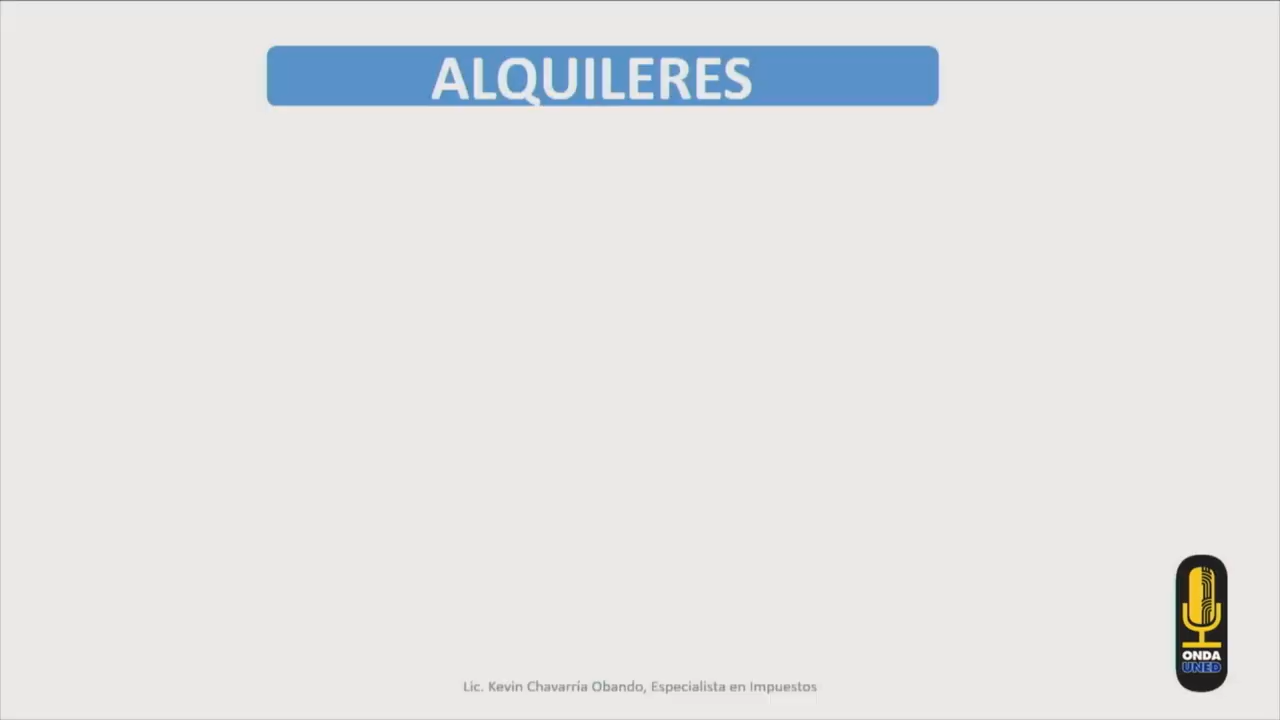 ALQUILERES
ONDA
UNED
Lic. Kevin Chavarría Obando, Especialista en Impuestos